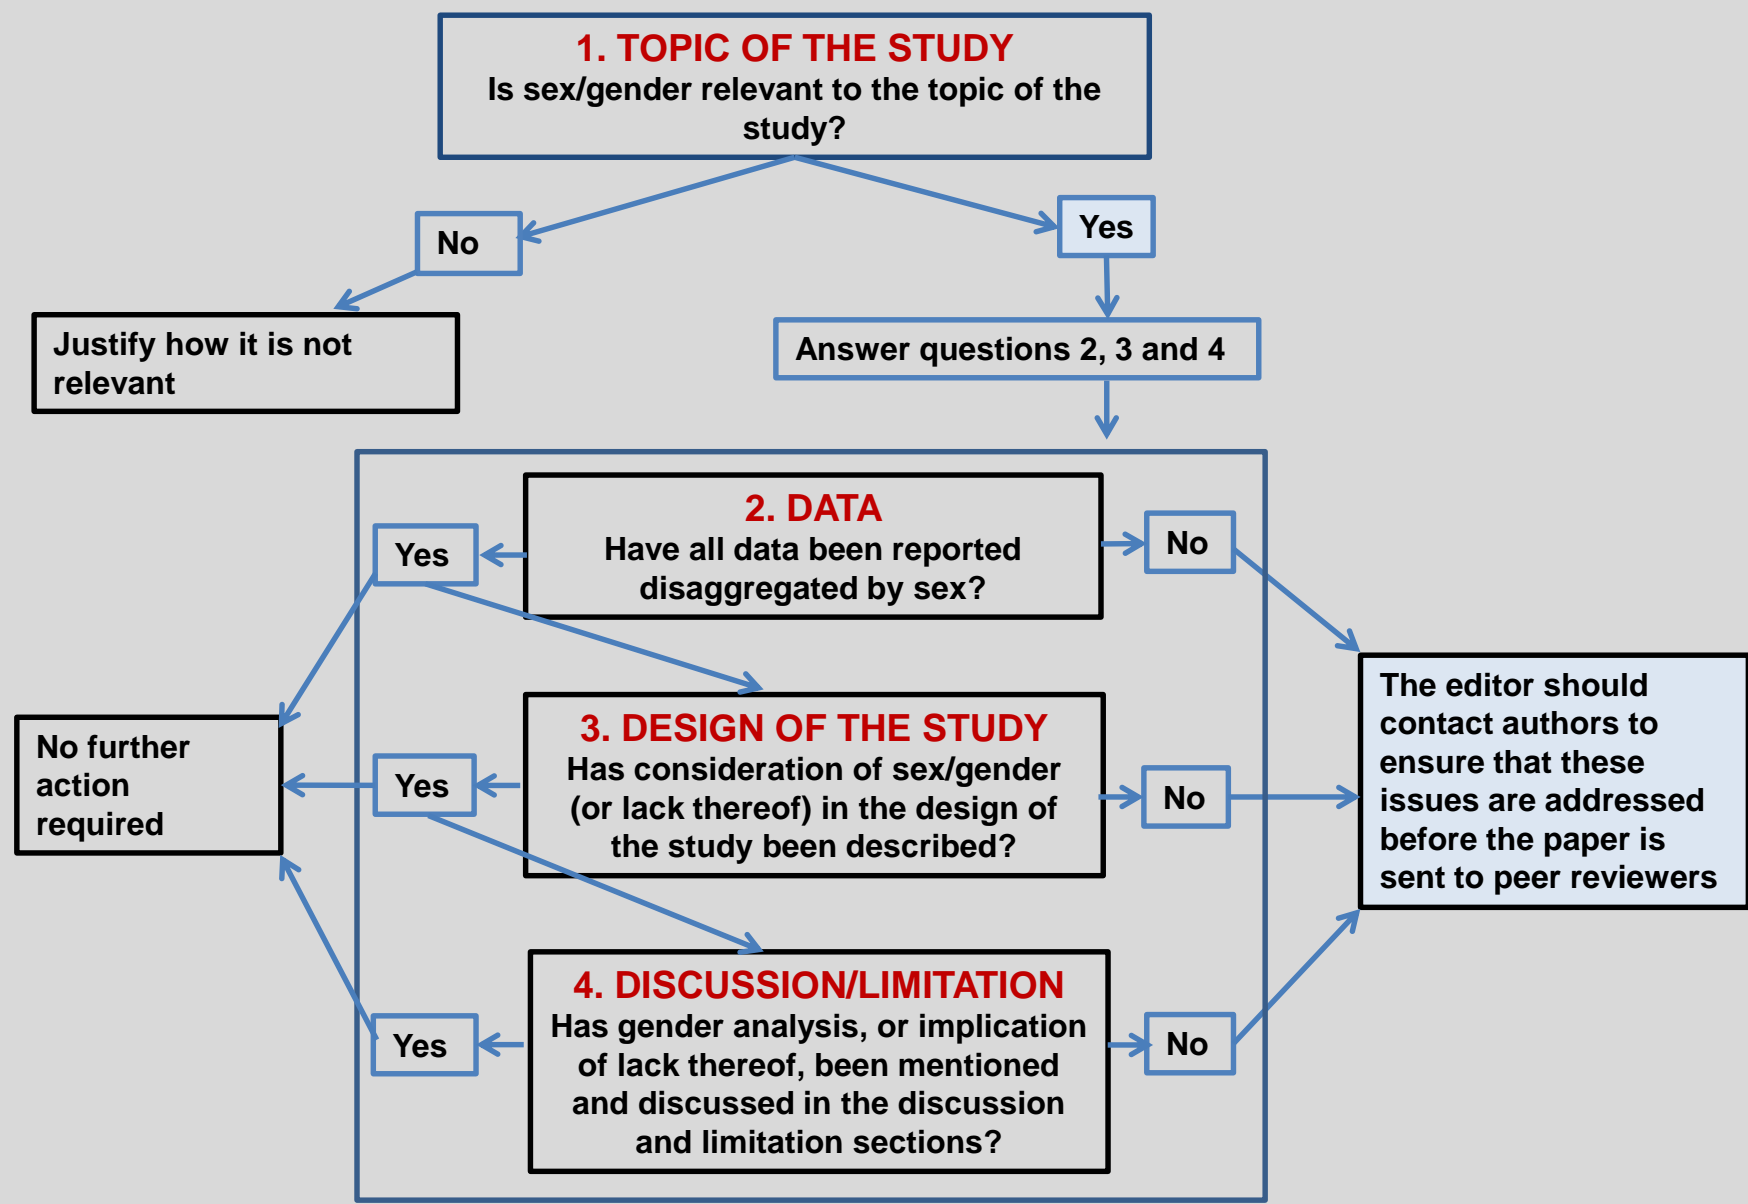 1. TOPIC OF THE STUDY
Is sex/gender relevant to the topic of the
study?
No
Yes
Justify how it is not
relevant
Answer questions 2, 3 and 4
2. DATA
Have all data been reported
disaggregated by sex?
Yes
No
3. DESIGN OF THE STUDY
Has consideration of sex/gender
(or lack thereof) in the design of
the study been described?
Yes
No
No further
action
required
The editor should
contact authors to
ensure that these
issues are addressed
before the paper is
sent to peer reviewers
4. DISCUSSION/LIMITATION
Has gender analysis, or implication
of lack thereof, been mentioned
and discussed in the discussion
and limitation sections?
Yes
No